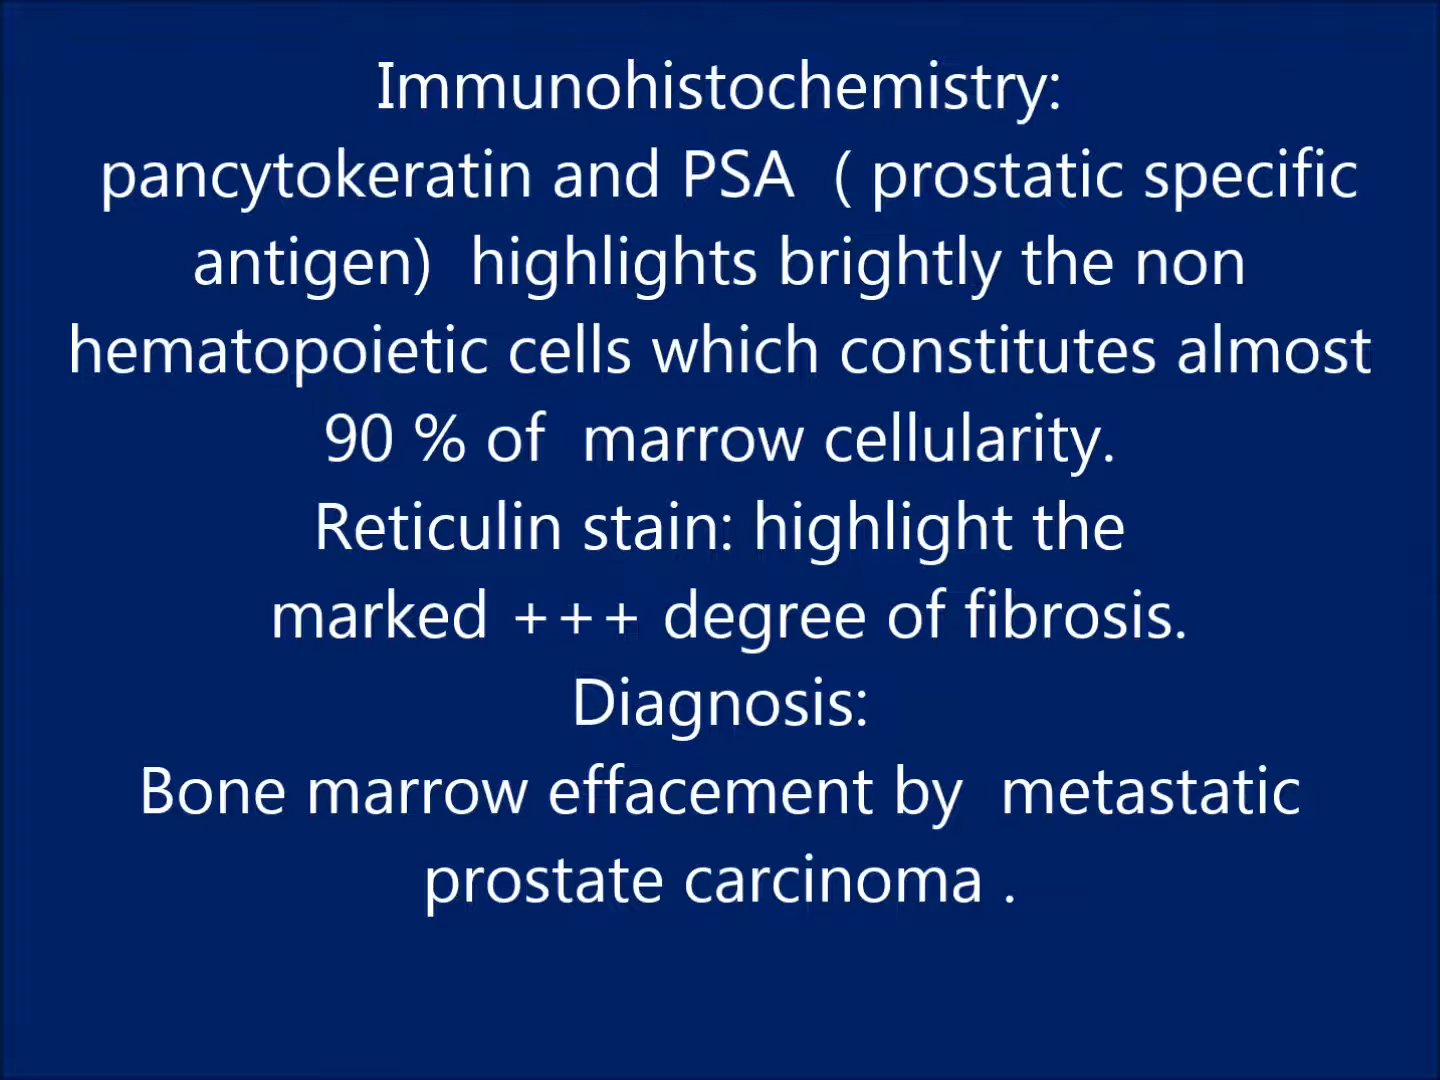 Immunohistochemistry:
pancytokeratin and PSA ( prostatic specific
antigen) highlights brightly the non
hematopoietic cells which constitutes almost
90 % of marrow cellularity.
Reticulin stain: highlight the
marked +++ degree of fibrosis.
Diagnosis:
Bone marrow effacement by metastatic
prostate carcinoma .